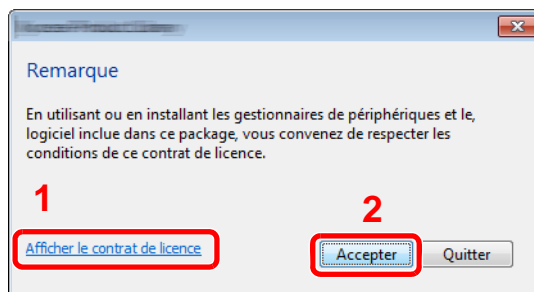 Remarque
En utilisant ou en installant les gestionnaires de périphériques et le,
logiciel inclue dans ce package, vous convenez de respecter les
conditions de ce contrat de licence.
1
2
Afficher le contrat de licence
Accepter
Quitter